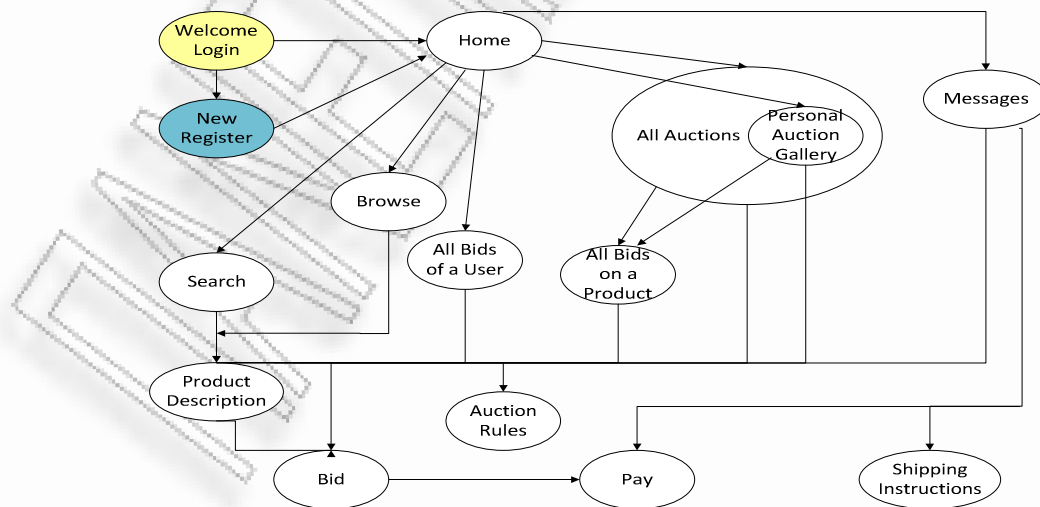 Welcome
Login
Home
Messages
New
Register
All Auctions
Personal
Auction
Gallery
Browse
All Bids
of a User
All Bids
on a
Product
Search
Product
Description
Auction
Rules
Bid
Pay
Shipping
Instructions